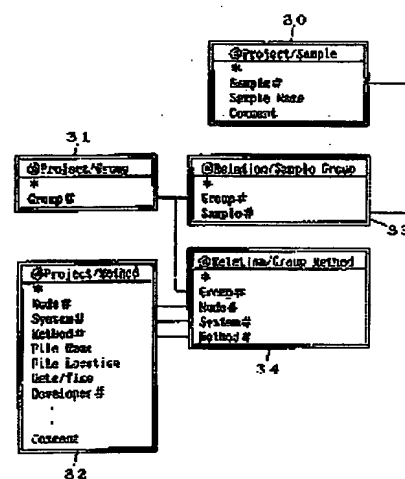 30
@Project/Sample
*
Sample#
Sample Name
Comment
31
@Project/Group
*
Group#
@Relation/Sample Group
*
Group#
Sample#
33
@Project/Method
*
Node#
System#
Method#
File Name
File Location
Date/Time
Developer#
.
.
Comment
32
@Relation/Group Method
*
Group#
Node#
System#
Method#
34